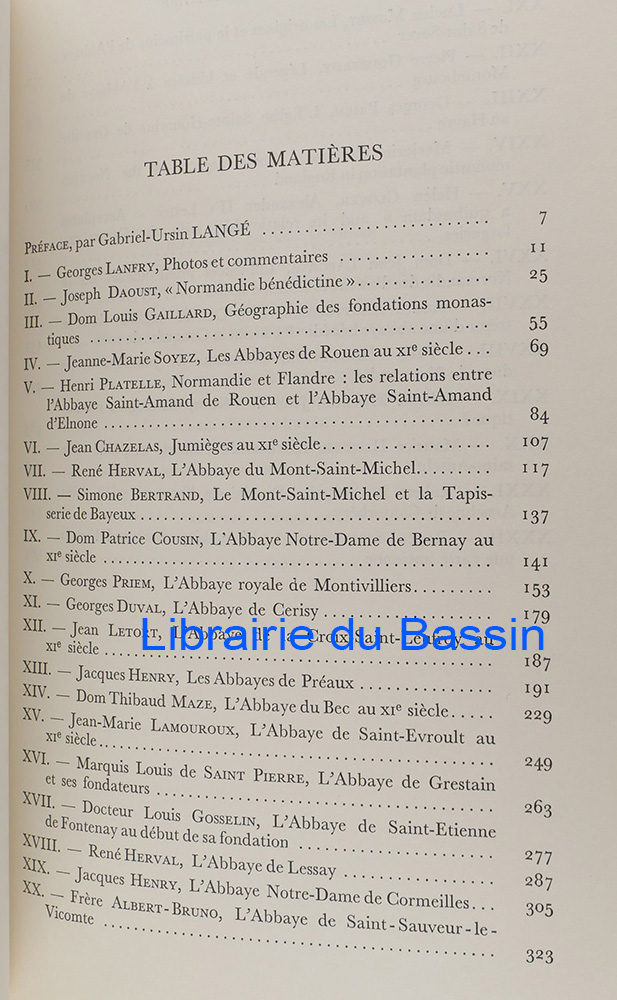 TABLE DES MATIÈRES
PRÉFACE, par Gabriel-Ursin LANGÉ .......................... 7
I. — Georges LANFRY, Photos et commentaires ................. 11
II. — Joseph DAOUST, « Normandie bénédictine »............... 25
III. — Dom Louis GAILLARD, Géographie des fondations monas-
tiques ............................................. 55
IV. — Jeanne-Marie SOYEZ, Les Abbayes de Rouen au XIe siècle ... 69
V. — Henri PLATELLE, Normandie et Flandre : les relations entre
l'Abbaye Saint-Amand de Rouen et l'Abbaye Saint-Amand
d'Elnone ............................................ 84
VI. — Jean CHAZELAS, Jumièges au XIe siècle................... 107
VII. — René HERVAL, L'Abbaye du Mont-Saint-Michel......... 117
VIII. — Simone BERTRAND, Le Mont-Saint-Michel et la Tapis-
serie de Bayeux ........................................ 137
IX. — Dom Patrice COUSIN, L'Abbaye Notre-Dame de Bernay au
XIe siècle ............................................ 141
X. — Georges PRIEM, L'Abbaye royale de Montivilliers......... 153
XI. — Georges DUVAL, L'Abbaye de Cerisy .................... 179
XII. — Jean LETORT, L'Abbaye de la Croix-Saint-Leufroy au
XIe siècle ............................................ 187
Librairie du Bassin
XIII. — Jacques HENRY, Les Abbayes de Préaux ............... 191
XIV. — Dom Thibaud MAZE, L'Abbaye du Bec au XIe siècle ..... 229
XV. — Jean-Marie LAMOUROUX, L'Abbaye de Saint-Evroult au
XIe siècle ............................................ 249
XVI. — Marquis Louis de SAINT PIERRE, L'Abbaye de Grestain
et ses fondateurs ...................................... 263
XVII. — Docteur Louis GOSSELIN, L'Abbaye de Saint-Etienne
de Fontenay au début de sa fondation ..................... 277
XVIII. — René HERVAL, L'Abbaye de Lessay .................. 287
XIX. — Jacques HENRY, L'Abbaye Notre-Dame de Cormeilles... 305
XX. — Frère ALBERT-BRUNO, L'Abbaye de Saint-Sauveur-le-
Vicomte ............................................ 323